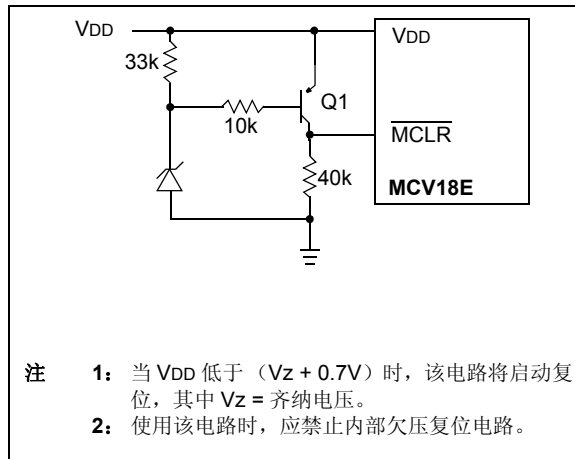 VDD
VDD
33k
Q1
10k
MCLR
40k
MCV18E
注 1： 当 VDD 低于 （Vz + 0.7V）时，该电路将启动复
位，其中 Vz = 齐纳电压。
2： 使用该电路时，应禁止内部欠压复位电路。